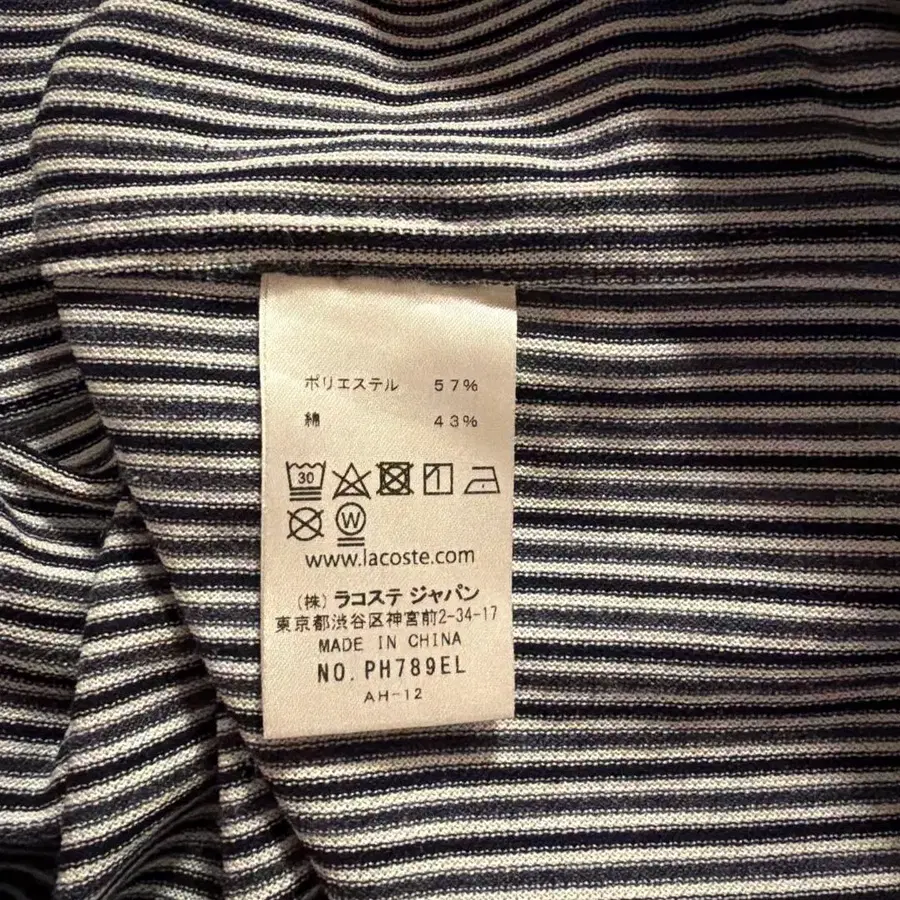 ポリエステル 57%
綿 43%
30
W
www.lacoste.com
(株) ラコステ ジャパン
東京都渋谷区神宮前2-34-17
MADE IN CHINA
NO. PH789EL
AH-12